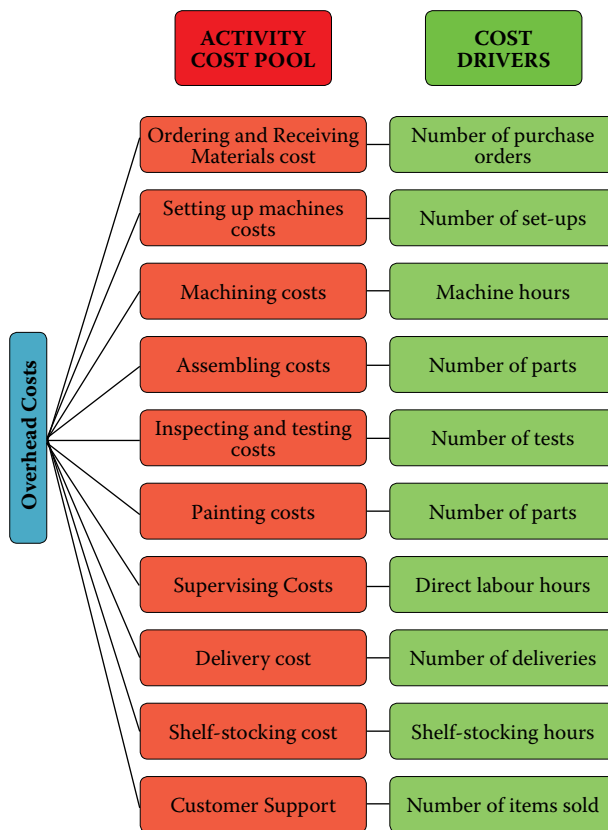 ACTIVITY
COST POOL
COST
DRIVERS
Ordering and Receiving
Materials cost
Number of purchase
orders
Setting up machines
costs
Number of set-ups
Machining costs
Machine hours
Overhead Costs
Assembling costs
Number of parts
Inspecting and testing
costs
Number of tests
Painting costs
Number of parts
Supervising Costs
Direct labour hours
Delivery cost
Number of deliveries
Shelf-stocking cost
Shelf-stocking hours
Customer Support
Number of items sold